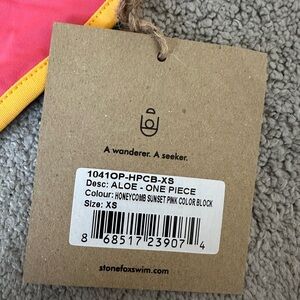 A wanderer. A seeker.
1041OP-HPCB-XS
Desc: ALOE - ONE PIECE
Colour: HONEYCOMB SUNSET PINK COLOR BLOCK
Size: XS
8 68517 23907 4
stonefoxswim.com